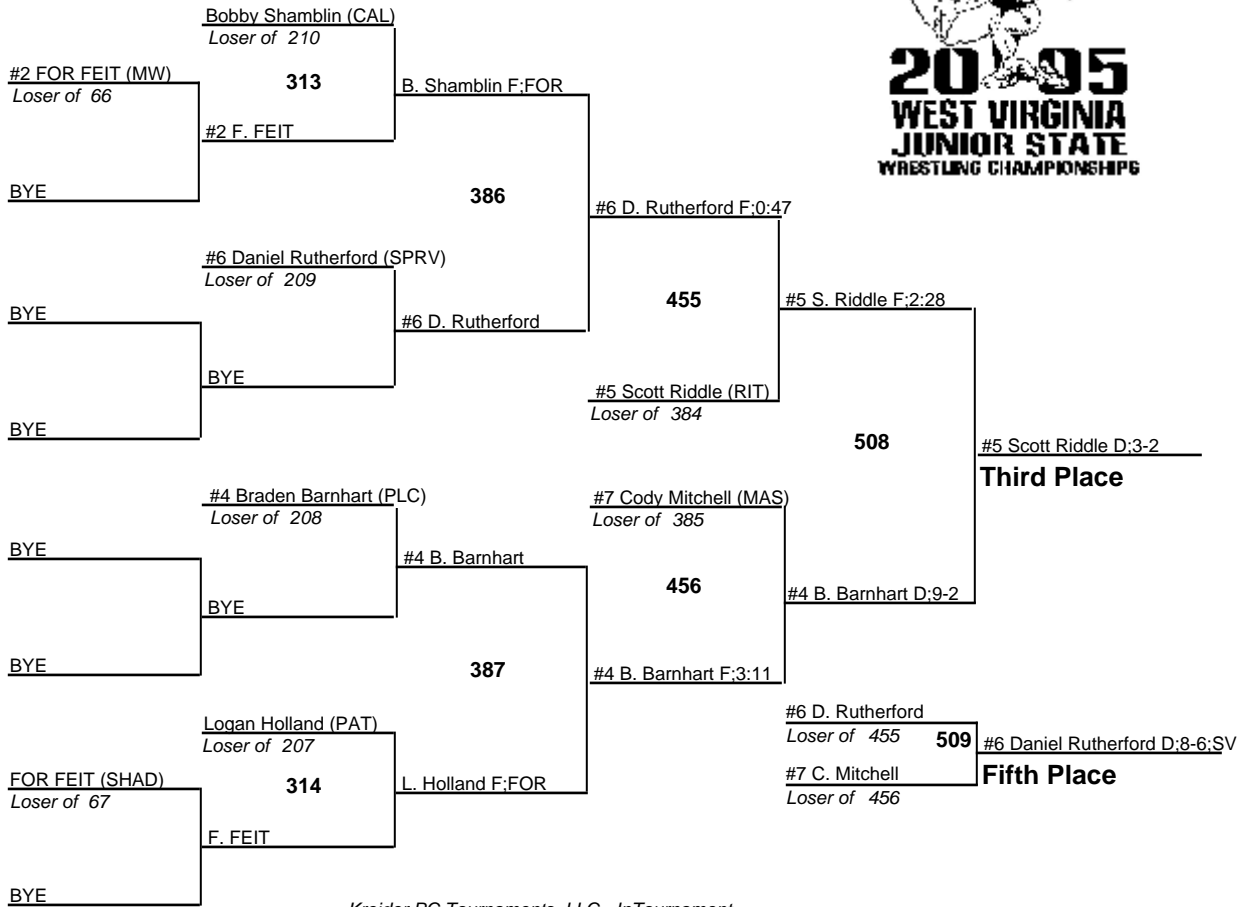 Bobby Shamblin (CAL)
Loser of 210
#2 FOR FEIT (MW)
Loser of 66
313
B. Shamblin F;FOR
#2 F. FEIT
BYE
386
#6 D. Rutherford F;0:47
#6 Daniel Rutherford (SPRV)
Loser of 209
BYE
#6 D. Rutherford
455
#5 S. Riddle F;2:28
BYE
#5 Scott Riddle (RIT)
Loser of 384
BYE
508
#5 Scott Riddle D;3-2
Third Place
#4 Braden Barnhart (PLC)
Loser of 208
#7 Cody Mitchell (MAS)
Loser of 385
BYE
#4 B. Barnhart
456
#4 B. Barnhart D;9-2
BYE
BYE
387
#4 B. Barnhart F;3:11
Logan Holland (PAT)
Loser of 207
#6 D. Rutherford
Loser of 455
509
#6 Daniel Rutherford D;8-6;SV
Fifth Place
#7 C. Mitchell
Loser of 456
FOR FEIT (SHAD)
Loser of 67
314
L. Holland F;FOR
F. FEIT
BYE
20 05
WEST VIRGINIA
JUNIOR STATE
WRESTLING CHAMPIONSHIPS